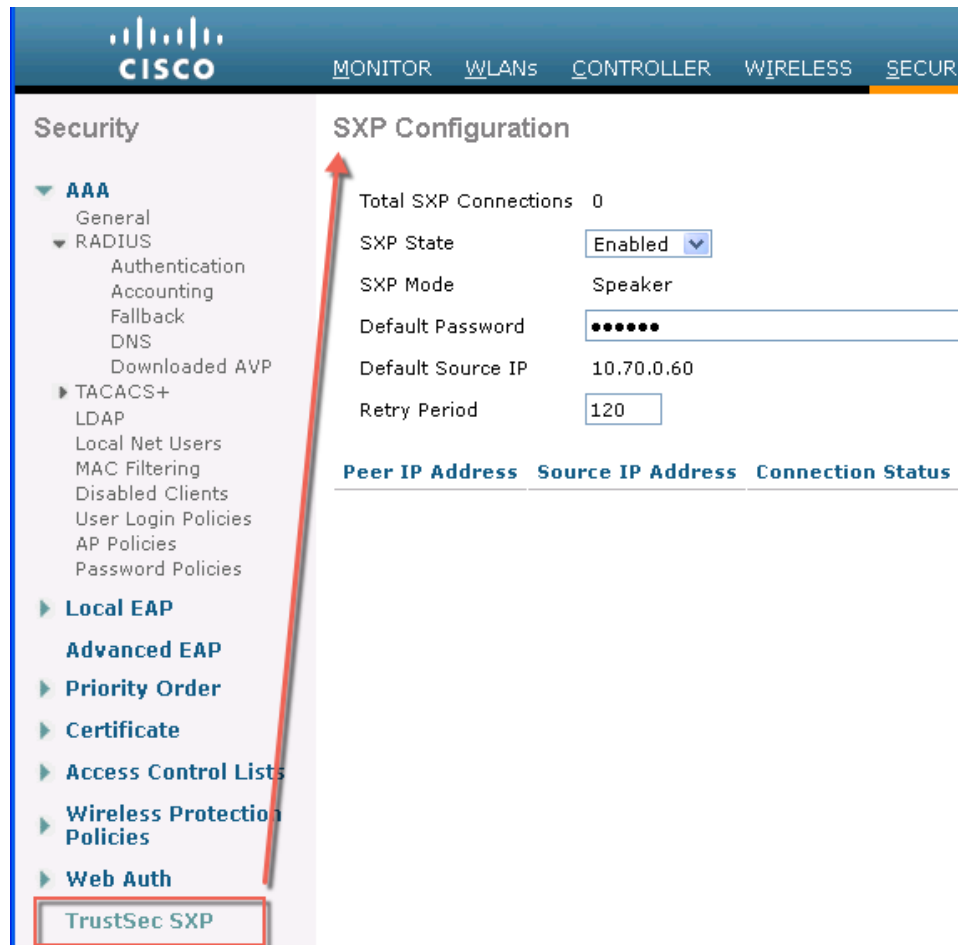 CISCO
MONITOR WLANs CONTROLLER WIRELESS SECUR
Security
AAA
General
RADIUS
Authentication
Accounting
Fallback
DNS
Downloaded AVP
TACACS+
LDAP
Local Net Users
MAC Filtering
Disabled Clients
User Login Policies
AP Policies
Password Policies
Local EAP
Advanced EAP
Priority Order
Certificate
Access Control Lists
Wireless Protection
Policies
Web Auth
TrustSec SXP
SXP Configuration
Total SXP Connections 0
SXP State Enabled
SXP Mode Speaker
Default Password ●●●●●●
Default Source IP 10.70.0.60
Retry Period 120
Peer IP Address Source IP Address Connection Status